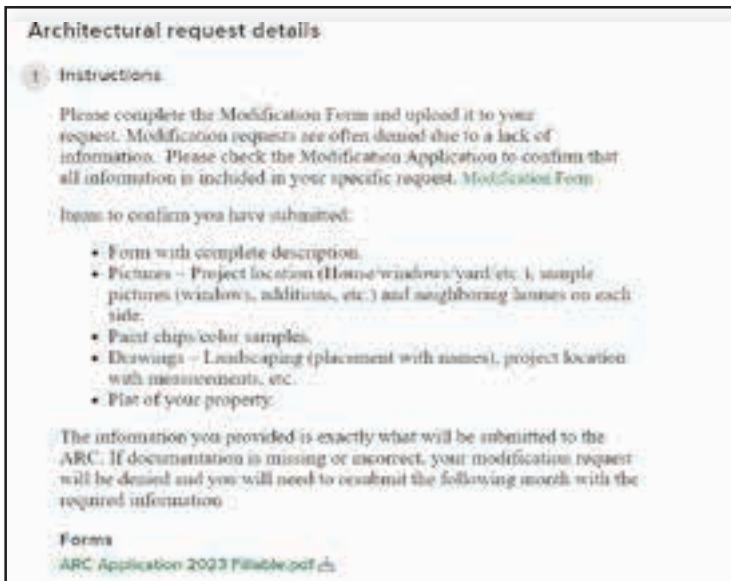 Architectural request details
1 Instructions
Please complete the Modification Form and upload it to your
request. Modification requests are often denied due to a lack of
information. Please check the Modification Application to confirm that
all information is included in your specific request. Modification Form
Items to confirm you have submitted:
• Form with complete description.
• Pictures – Project location (House/windows/yard/etc.), sample
pictures (windows, additions, etc.) and neighboring houses on each
side.
• Paint chips/color samples.
• Drawings – Landscaping (placement with names), project location
with measurements, etc.
• Plat of your property.
The information you provided is exactly what will be submitted to the
ARC. If documentation is missing or incorrect, your modification request
will be denied and you will need to resubmit the following month with the
required information
Forms
ARC Application 2023 Fillable.pdf